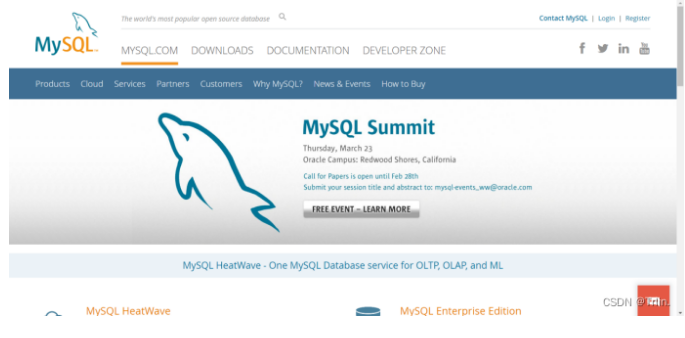 The world's most popular open source database
Contact MySQL | Login | Register
MySQL
MYSQL.COM DOWNLOADS DOCUMENTATION DEVELOPER ZONE
Products Cloud Services Partners Customers Why MySQL? News & Events How to Buy
MySQL Summit
Thursday, March 23
Oracle Campus: Redwood Shores, California
Call for Papers is open until Feb 28th
Submit your session title and abstract to: mysql-events_ww@oracle.com
FREE EVENT – LEARN MORE
MySQL HeatWave - One MySQL Database service for OLTP, OLAP, and ML
MySQL HeatWave
MySQL Enterprise Edition
CSDN